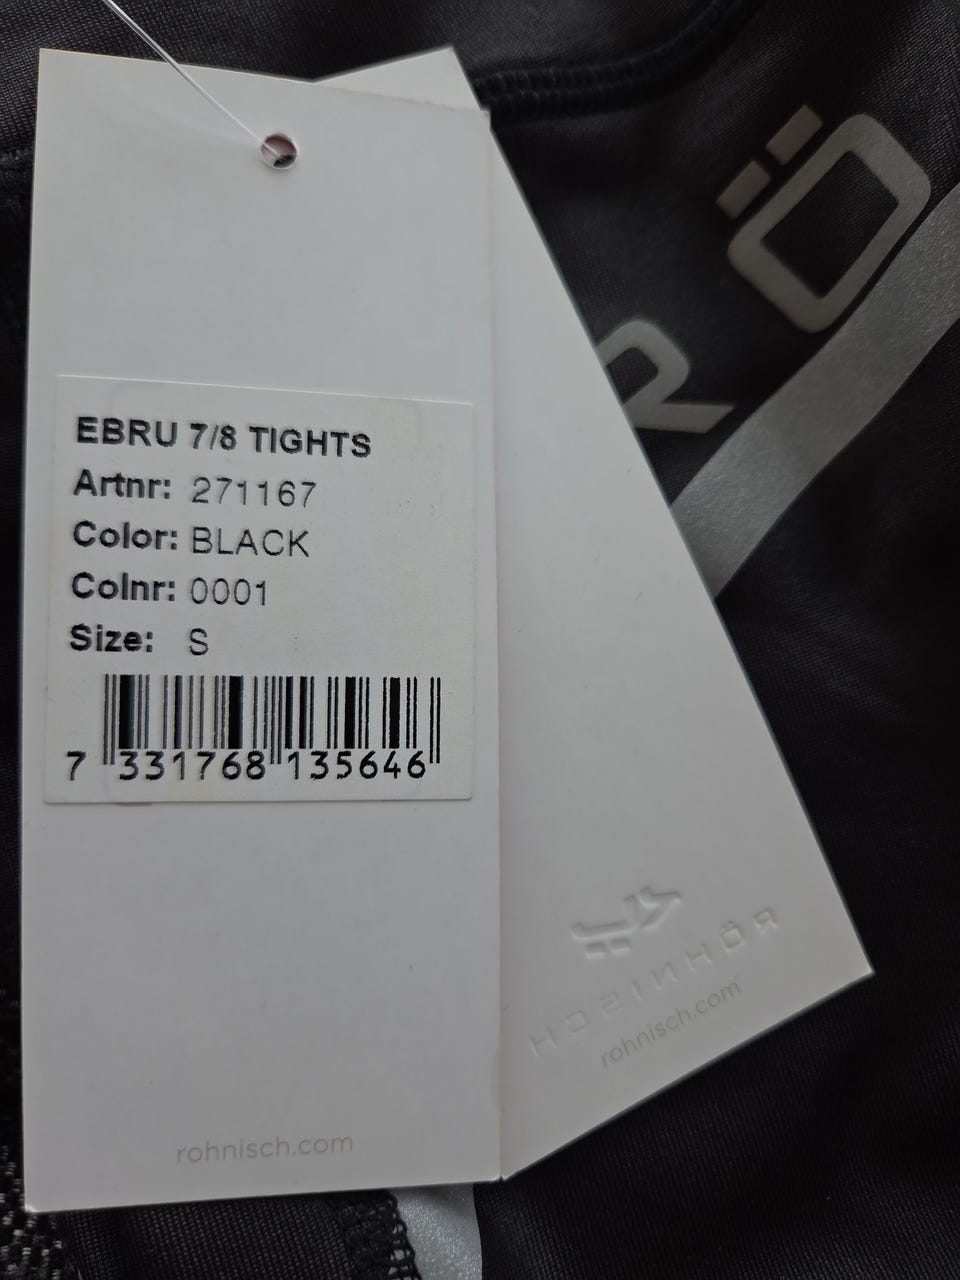 EBRU 7/8 TIGHTS
Artnr: 271167
Color: BLACK
Colnr: 0001
Size: S
7 331768 135646
rohnisch.com
RÖHNISCH
rohnisch.com
RÖ